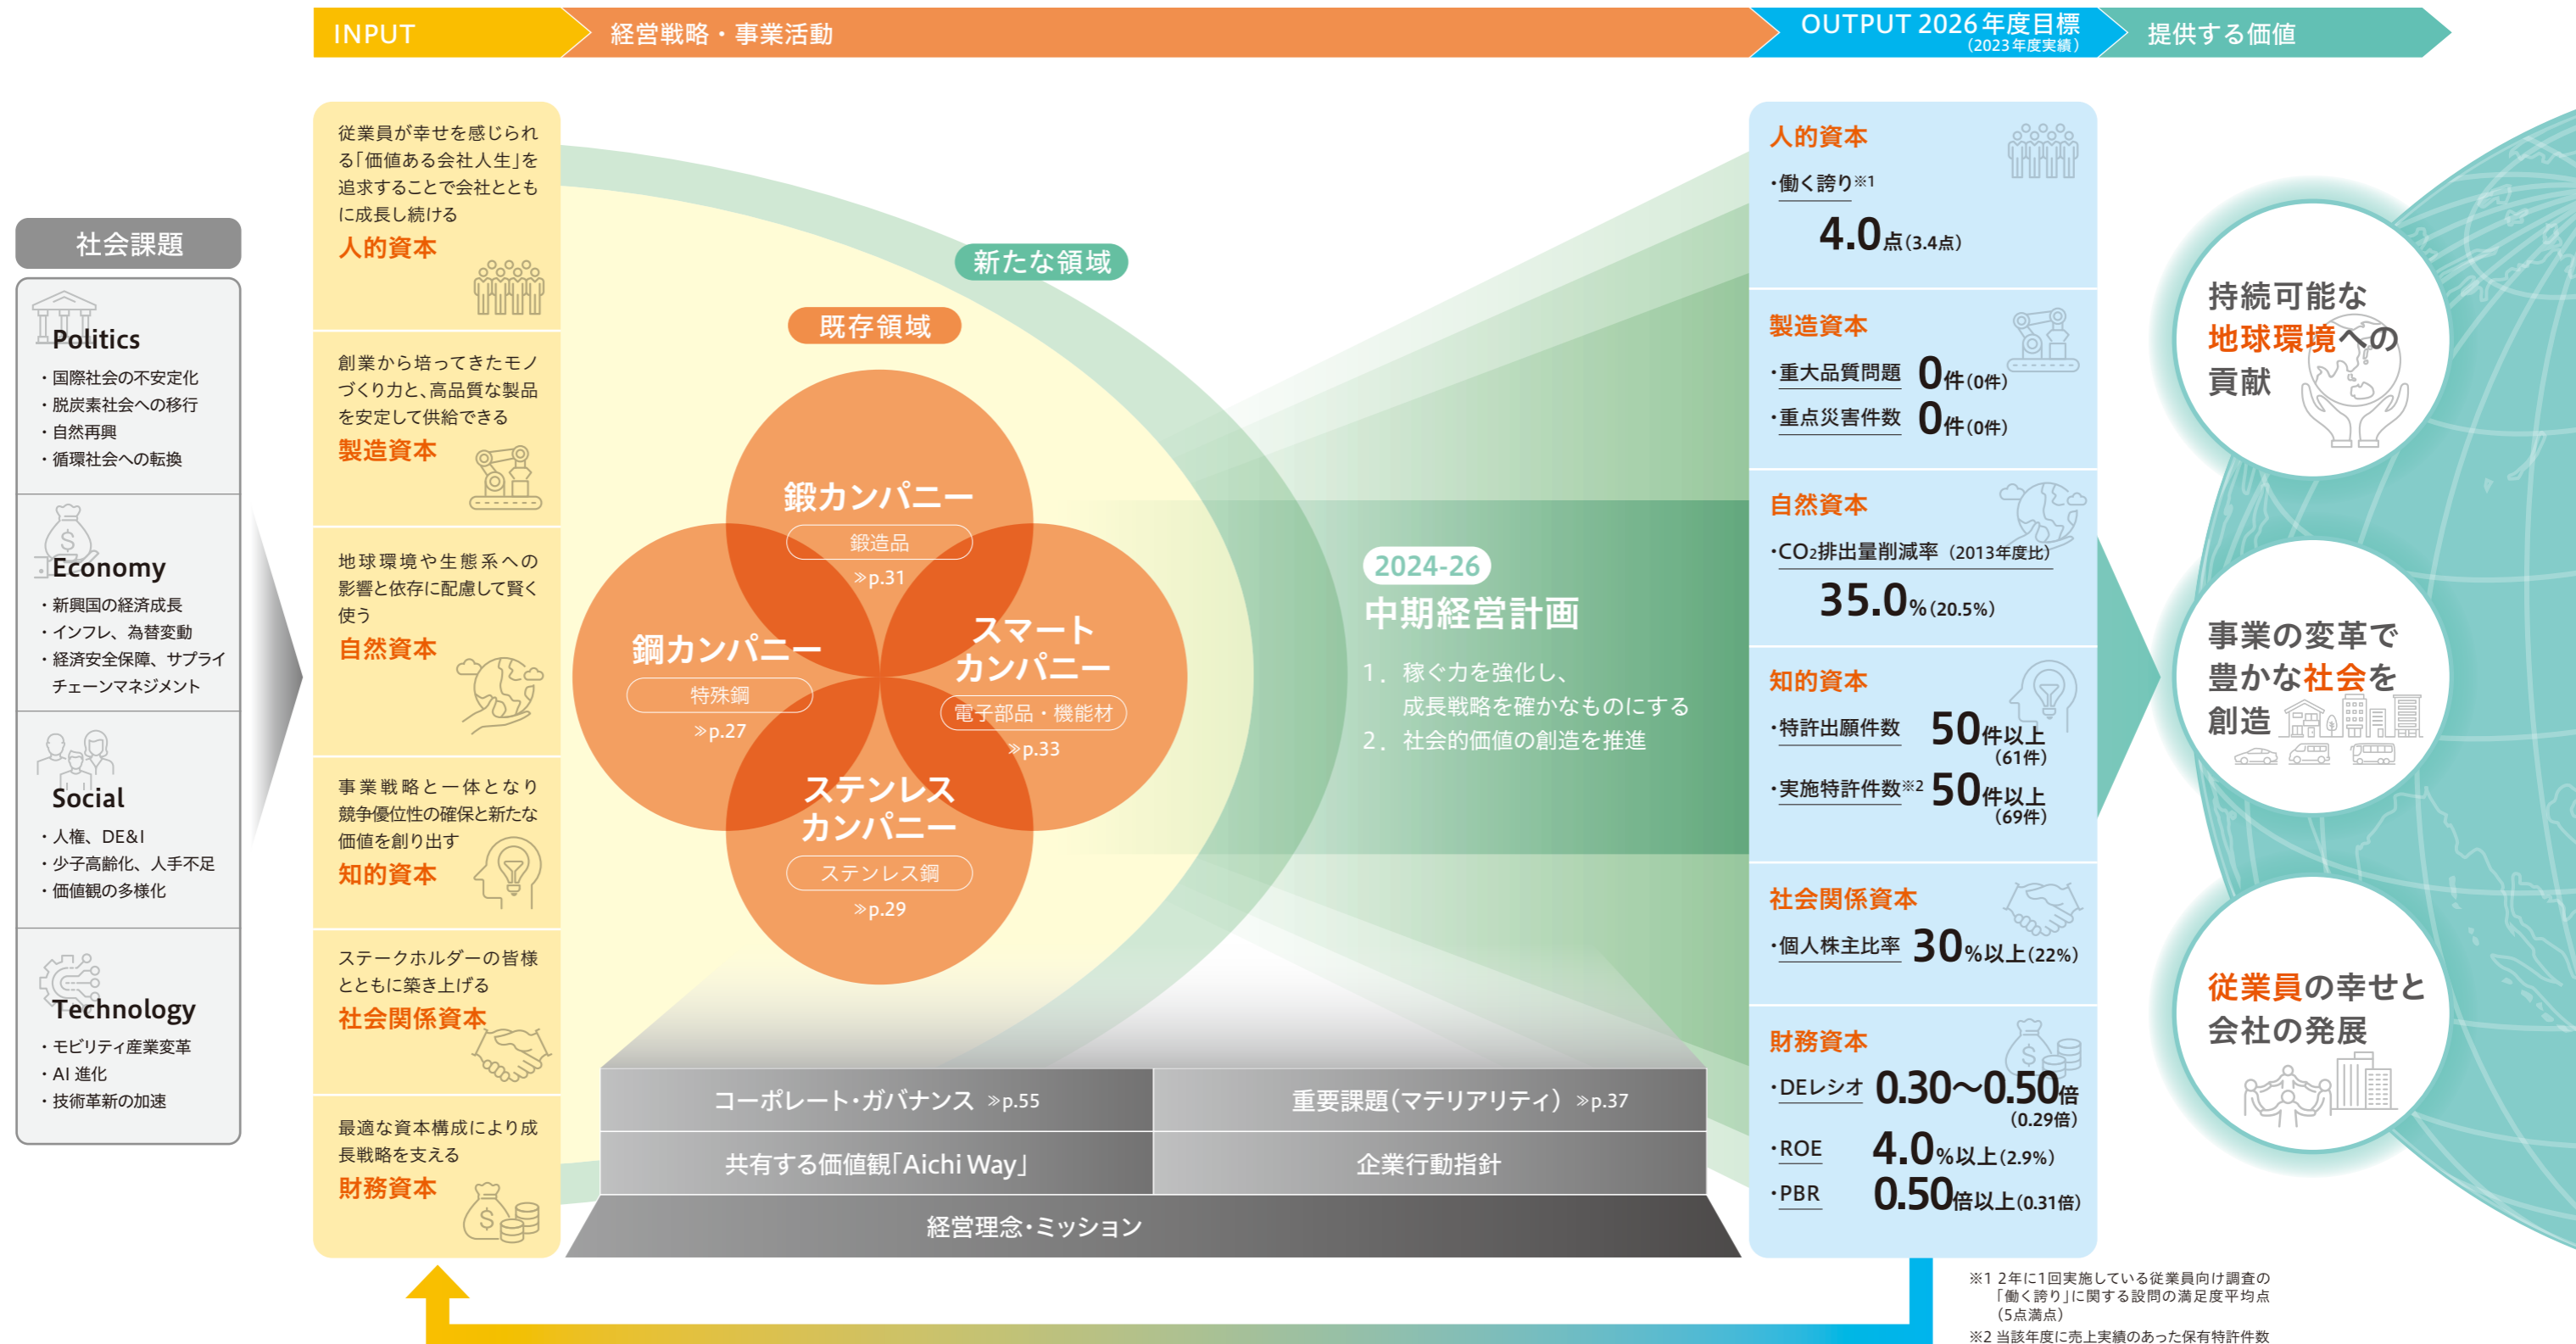 INPUT
経営戦略・事業活動
OUTPUT 2026年度目標
（2023年度実績）
提供する価値
社会課題
Politics
・国際社会の不安定化
・脱炭素社会への移行
・自然再興
・循環社会への転換
Economy
・新興国の経済成長
・インフレ、為替変動
・経済安全保障、サプライ
チェーンマネジメント
Social
・人権、DE&I
・少子高齢化、人手不足
・価値観の多様化
Technology
・モビリティ産業変革
・AI 進化
・技術革新の加速
従業員が幸せを感じられ
る「価値ある会社人生」を
追求することで会社ととも
に成長し続ける
人的資本
創業から培ってきたモノ
づくり力と、高品質な製品
を安定して供給できる
製造資本
地球環境や生態系への
影響と依存に配慮して賢く
使う
自然資本
事業戦略と一体となり
競争優位性の確保と新たな
価値を創り出す
知的資本
ステークホルダーの皆様
とともに築き上げる
社会関係資本
最適な資本構成により成
長戦略を支える
財務資本
新たな領域
既存領域
鍛カンパニー
鍛造品
≫p.31
鋼カンパニー
特殊鋼
≫p.27
スマート
カンパニー
電子部品・機能材
≫p.33
ステンレス
カンパニー
ステンレス鋼
≫p.29
2024-26
中期経営計画
1. 稼ぐ力を強化し、
成長戦略を確かなものにする
2. 社会的価値の創造を推進
コーポレート・ガバナンス ≫p.55
重要課題（マテリアリティ） ≫p.37
共有する価値観「Aichi Way」
企業行動指針
経営理念・ミッション
人的資本
・働く誇り※1
4.0点（3.4点）
製造資本
・重大品質問題 0件（0件）
・重点災害件数 0件（0件）
自然資本
・CO2排出量削減率（2013年度比）
35.0%（20.5%）
知的資本
・特許出願件数 50件以上
（61件）
・実施特許件数※2 50件以上
（69件）
社会関係資本
・個人株主比率 30%以上（22%）
財務資本
・DEレシオ 0.30〜0.50倍
（0.29倍）
・ROE 4.0%以上（2.9%）
・PBR 0.50倍以上（0.31倍）
持続可能な
地球環境への
貢献
事業の変革で
豊かな社会を
創造
従業員の幸せと
会社の発展
※1 2年に1回実施している従業員向け調査の
「働く誇り」に関する設問の満足度平均点
（5点満点）
※2 当該年度に売上実績のあった保有特許件数